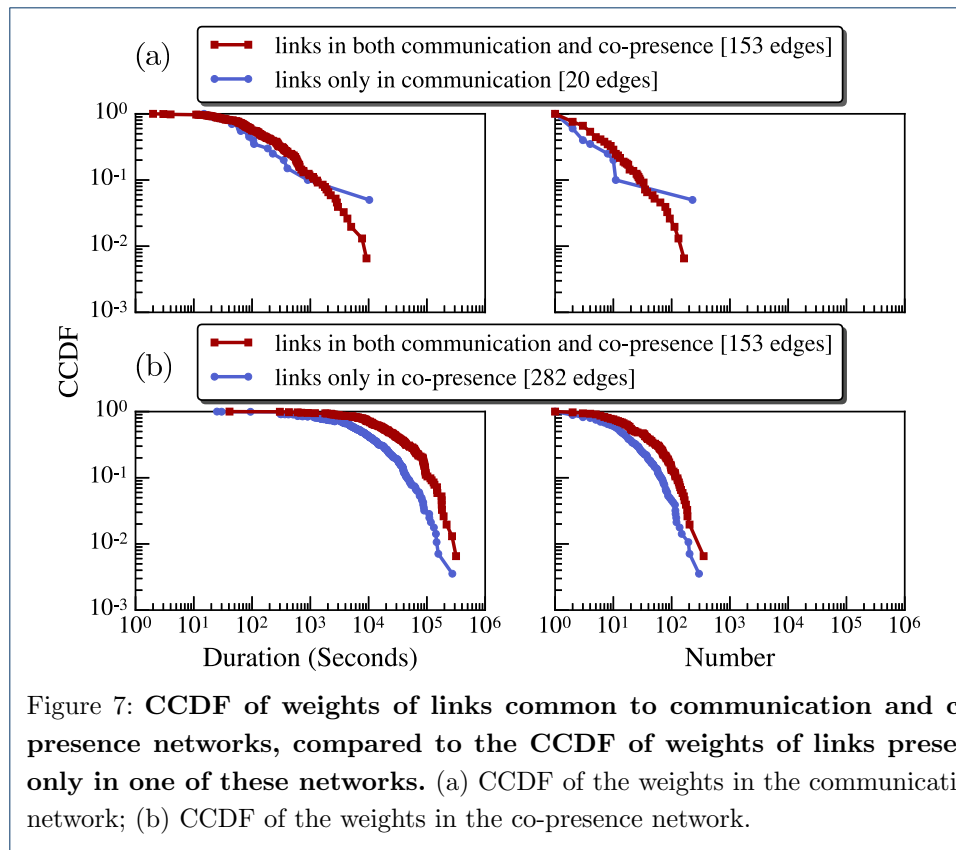 (a)
links in both communication and co-presence [153 edges]
links only in communication [20 edges]
10⁰
10⁻¹
10⁻²
10⁻³
CCDF
(b)
links in both communication and co-presence [153 edges]
links only in co-presence [282 edges]
10⁰
10⁻¹
10⁻²
10⁻³
10⁰ 10¹ 10² 10³ 10⁴ 10⁵ 10⁶
10⁰ 10¹ 10² 10³ 10⁴ 10⁵ 10⁶
Duration (Seconds)
Number
Figure 7: CCDF of weights of links common to communication and c
presence networks, compared to the CCDF of weights of links prese
only in one of these networks. (a) CCDF of the weights in the communicati
network; (b) CCDF of the weights in the co-presence network.